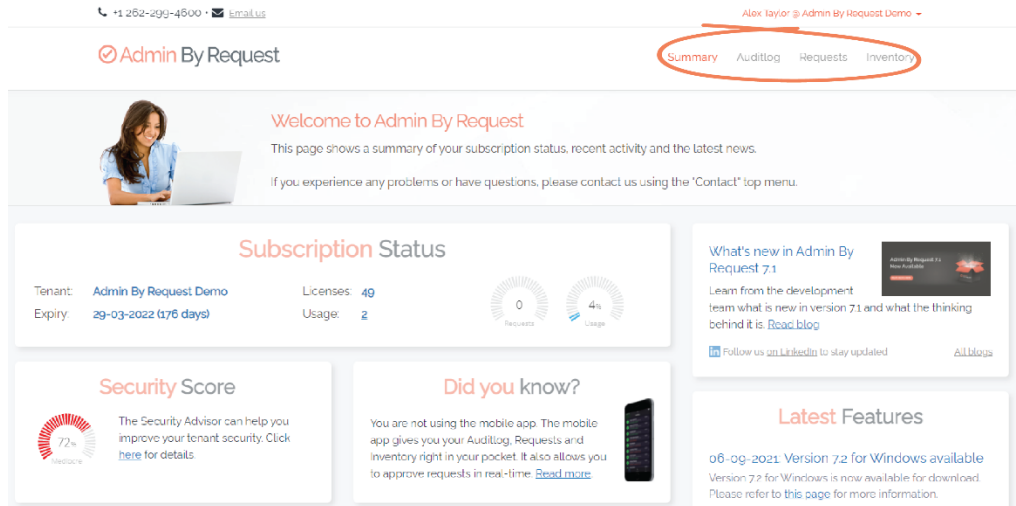 +1 262-299-4600 • Email us
Alex Taylor @ Admin By Request Demo
Admin By Request
Summary Auditlog Requests Inventory
Welcome to Admin By Request
This page shows a summary of your subscription status, recent activity and the latest news.
If you experience any problems or have questions, please contact us using the "Contact" top menu.
Subscription Status
Tenant: Admin By Request Demo Licenses: 49
Expiry: 29-03-2022 (176 days) Usage: 2
0
Requests
4%
Usage
What's new in Admin By
Request 7.1
Admin By Request 7.1
Now Available
Learn from the development
team what is new in version 7.1 and what the thinking
behind it is. Read blog
in Follow us on LinkedIn to stay updated All blogs
Security Score
72%
Mediocre
The Security Advisor can help you
improve your tenant security. Click
here for details.
Did you know?
You are not using the mobile app. The mobile
app gives you your Auditlog, Requests and
Inventory right in your pocket. It also allows you
to approve requests in real-time. Read more.
Latest Features
06-09-2021: Version 7.2 for Windows available
Version 7.2 for Windows is now available for download.
Please refer to this page for more information.